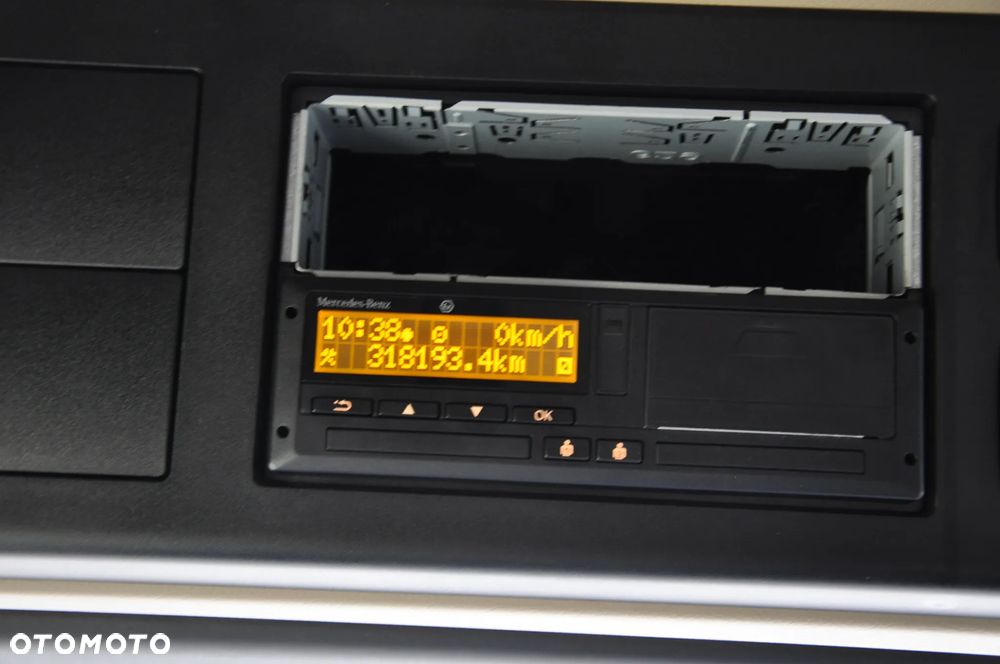 Mercedes-Benz
10:38 0km/h
318193.4km
OK
OTOMOTO